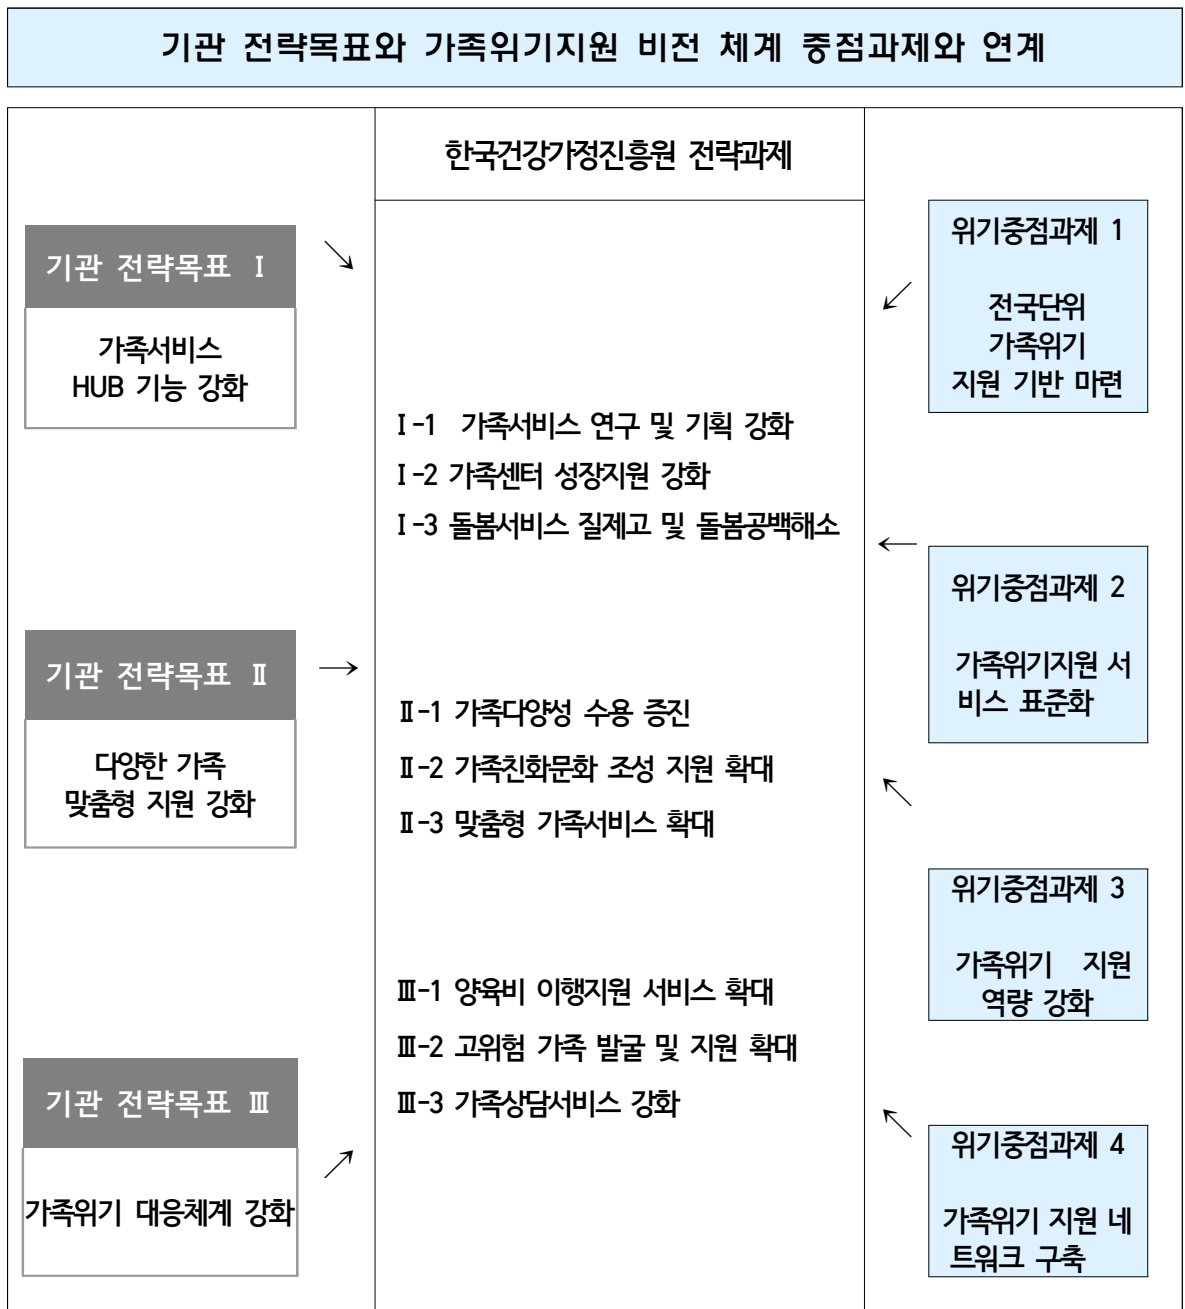 기관 전략목표와 가족위기지원 비전 체계 중점과제와 연계
한국건강가정진흥원 전략과제
기관 전략목표 Ⅰ
가족서비스
HUB 기능 강화
기관 전략목표 Ⅱ
다양한 가족
맞춤형 지원 강화
기관 전략목표 Ⅲ
가족위기 대응체계 강화
Ⅰ-1 가족서비스 연구 및 기획 강화
Ⅰ-2 가족센터 성장지원 강화
Ⅰ-3 돌봄서비스 질제고 및 돌봄공백해소
Ⅱ-1 가족다양성 수용 증진
Ⅱ-2 가족친화문화 조성 지원 확대
Ⅱ-3 맞춤형 가족서비스 확대
Ⅲ-1 양육비 이행지원 서비스 확대
Ⅲ-2 고위험 가족 발굴 및 지원 확대
Ⅲ-3 가족상담서비스 강화
위기중점과제 1
전국단위
가족위기
지원 기반 마련
위기중점과제 2
가족위기지원 서
비스 표준화
위기중점과제 3
가족위기 지원
역량 강화
위기중점과제 4
가족위기 지원 네
트워크 구축